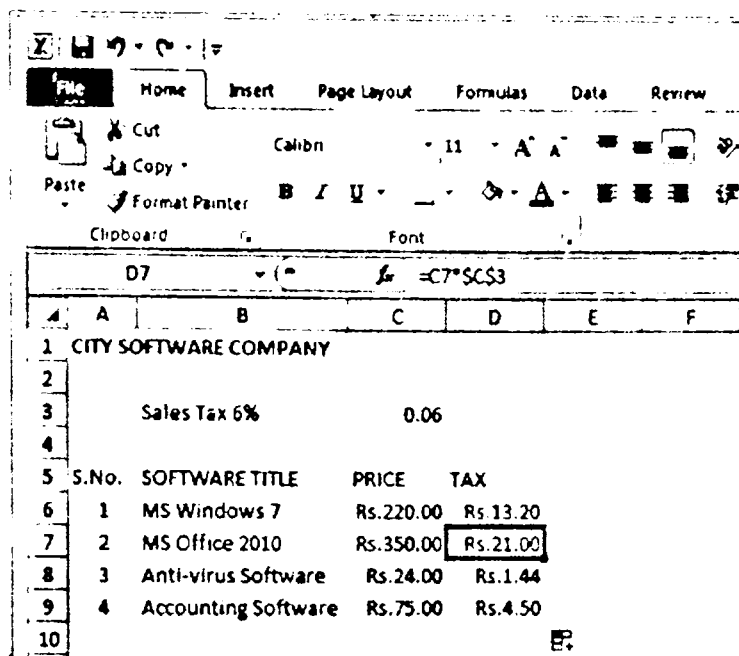 File Home Insert Page Layout Formulas Data Review
Cut
Calibri 11 A A
Copy
Paste
B I U A
Format Painter
Clipboard Font
D7 fx =C7*$C$3
A B C D E F
1 CITY SOFTWARE COMPANY
2
3 Sales Tax 6% 0.06
4
5 S.No. SOFTWARE TITLE PRICE TAX
6 1 MS Windows 7 Rs.220.00 Rs.13.20
7 2 MS Office 2010 Rs.350.00 Rs.21.00
8 3 Anti-virus Software Rs.24.00 Rs.1.44
9 4 Accounting Software Rs.75.00 Rs.4.50
10